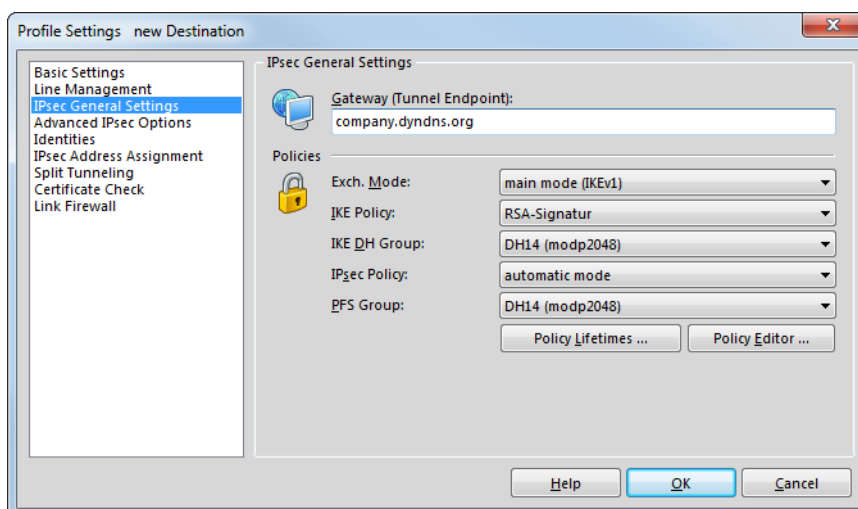 Profile Settings new Destination
Basic Settings
Line Management
IPsec General Settings
Advanced IPsec Options
Identities
IPsec Address Assignment
Split Tunneling
Certificate Check
Link Firewall
IPsec General Settings
Gateway (Tunnel Endpoint):
company.dyndns.org
Policies
Exch. Mode: main mode (IKEv1)
IKE Policy: RSA-Signatur
IKE DH Group: DH14 (modp2048)
IPsec Policy: automatic mode
PFS Group: DH14 (modp2048)
Policy Lifetimes ... Policy Editor ...
Help OK Cancel